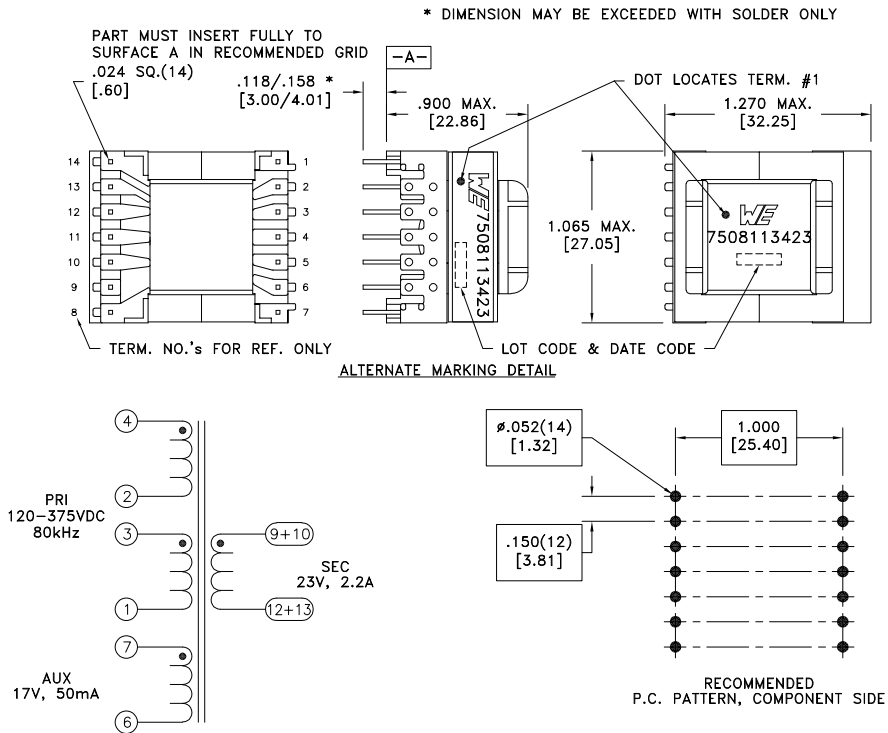 * DIMENSION MAY BE EXCEEDED WITH SOLDER ONLY
PART MUST INSERT FULLY TO
SURFACE A IN RECOMMENDED GRID
.024 SQ.(14)
[.60]
.118/.158 *
[3.00/4.01]
-A-
.900 MAX.
[22.86]
DOT LOCATES TERM. #1
1.270 MAX.
[32.25]
14
13
12
11
10
9
8
1
2
3
4
5
6
7
WE 7508113423
1.065 MAX.
[27.05]
WE
7508113423
TERM. NO.'s FOR REF. ONLY
LOT CODE & DATE CODE
ALTERNATE MARKING DETAIL
4
2
PRI
120-375VDC
80kHz
3
1
7
AUX
17V, 50mA
6
9+10
SEC
23V, 2.2A
12+13
ø.052(14)
[1.32]
1.000
[25.40]
.150(12)
[3.81]
RECOMMENDED
P.C. PATTERN, COMPONENT SIDE